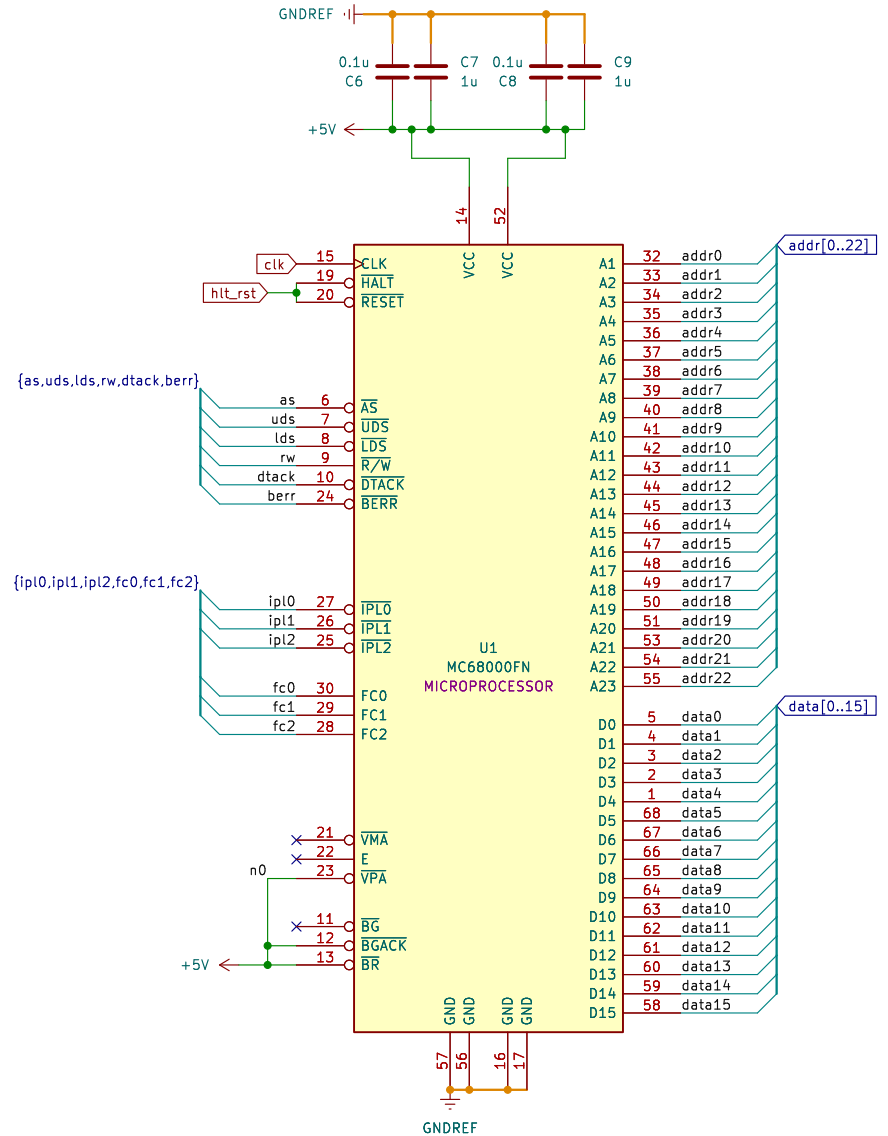 GNDREF
0.1u C7 0.1u C9
C6 1u C8 1u
+5V
14 52
VCC VCC
addr[0..22]
clk 15 CLK A1 32 addr0
19 HALT A2 33 addr1
hlt_rst
20 RESET A3 34 addr2
A4 35 addr3
A5 36 addr4
A6 37 addr5
{as,uds,lds,rw,dtack,berr}
A7 38 addr6
A8 39 addr7
as 6 AS
A9 40 addr8
uds 7 UDS
A10 41 addr9
lds 8 LDS
A11 42 addr10
rw 9 R/W
A12 43 addr11
dtack 10 DTACK
A13 44 addr12
berr 24 BERR
A14 45 addr13
A15 46 addr14
A16 47 addr15
A17 48 addr16
{ipl0,ipl1,ipl2,fc0,fc1,fc2}
A18 49 addr17
ipl0 27 IPL0 A19 50 addr18
ipl1 26 IPL1 A20 51 addr19
ipl2 25 IPL2 A21 53 addr20
U1
MC68000FN
A22 54 addr21
MICROPROCESSOR
A23 55 addr22
fc0 30 FC0
data[0..15]
fc1 29 FC1
D0 5 data0
fc2 28 FC2
D1 4 data1
D2 3 data2
D3 2 data3
D4 1 data4
D5 68 data5
21 VMA D6 67 data6
22 E D7 66 data7
n0 23 VPA D8 65 data8
D9 64 data9
D10 63 data10
11 BG
D11 62 data11
12 BGACK
D12 61 data12
+5V 13 BR
D13 60 data13
D14 59 data14
D15 58 data15
GND GND GND GND
57 56 16 17
GNDREF